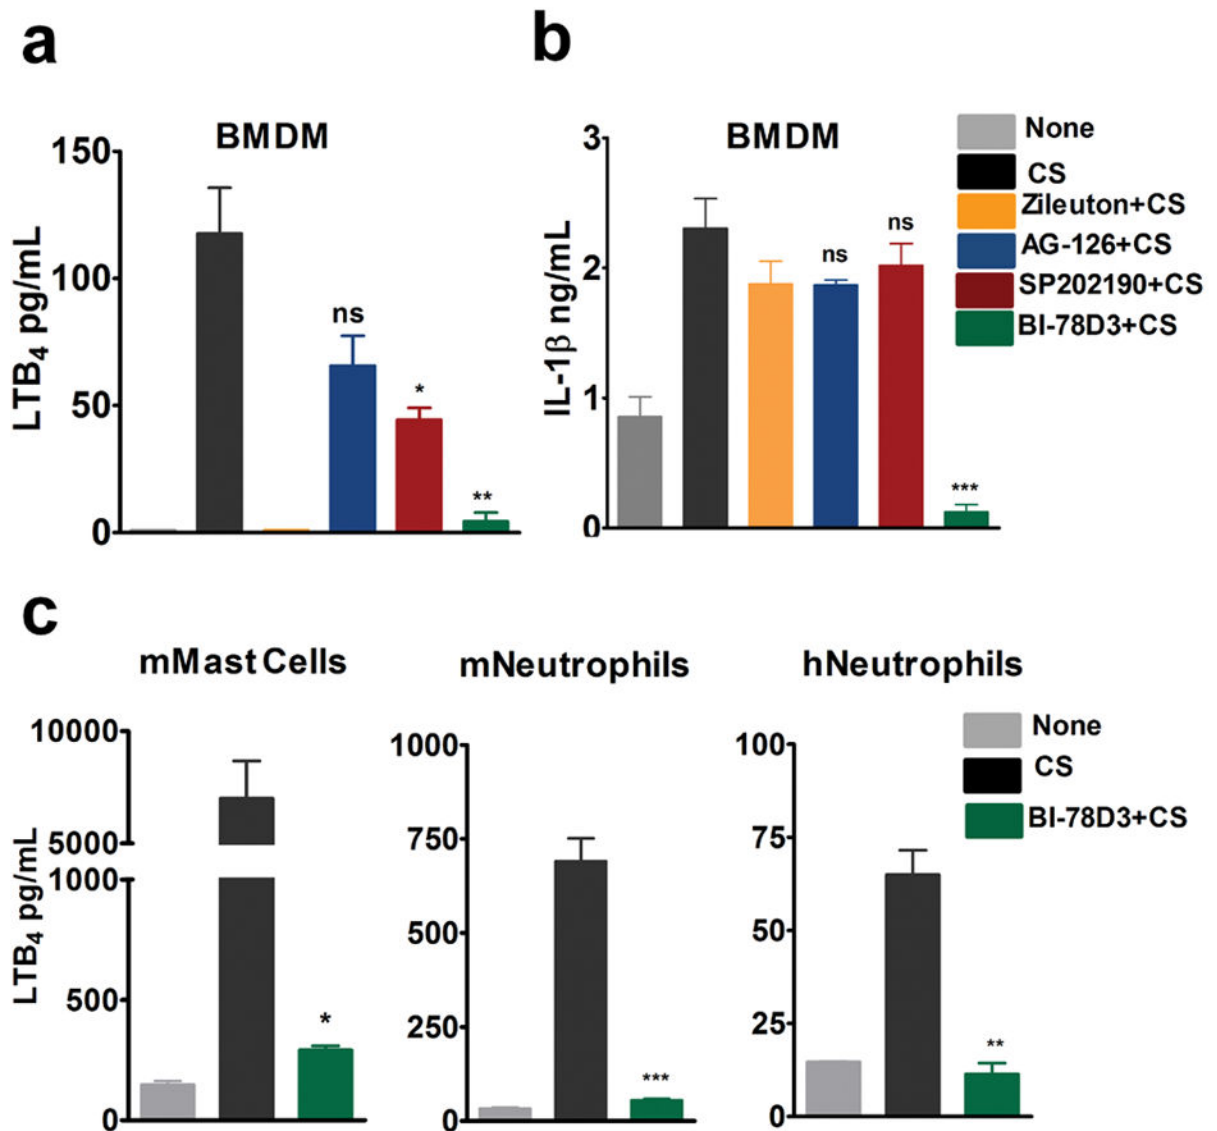 a
BMDM
LTB4 pg/mL
150
100
50
0
ns
*
**
b
BMDM
IL-1β ng/mL
3
2
1
0
ns
ns
***
None
CS
Zileuton+CS
AG-126+CS
SP202190+CS
BI-78D3+CS
c
mMast Cells
LTB4 pg/mL
10000
5000
1000
500
0
*
mNeutrophils
1000
750
500
250
0
***
hNeutrophils
100
75
50
25
0
**
None
CS
BI-78D3+CS